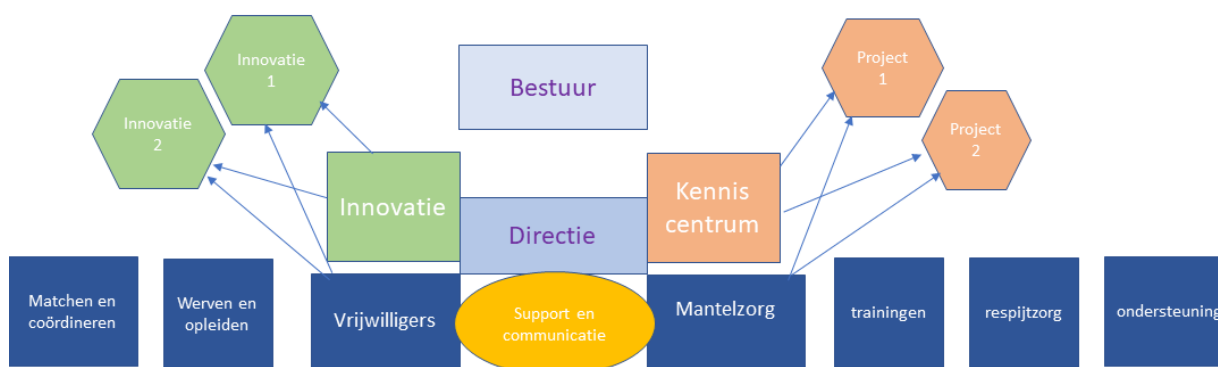 Innovatie
1
Innovatie
2
Bestuur
Project
1
Project
2
Innovatie
Directie
Kennis
centrum
Matchen en
coördineren
Werven en
opleiden
Vrijwilligers
Support en
communicatie
Mantelzorg
trainingen
respijtzorg
ondersteuning